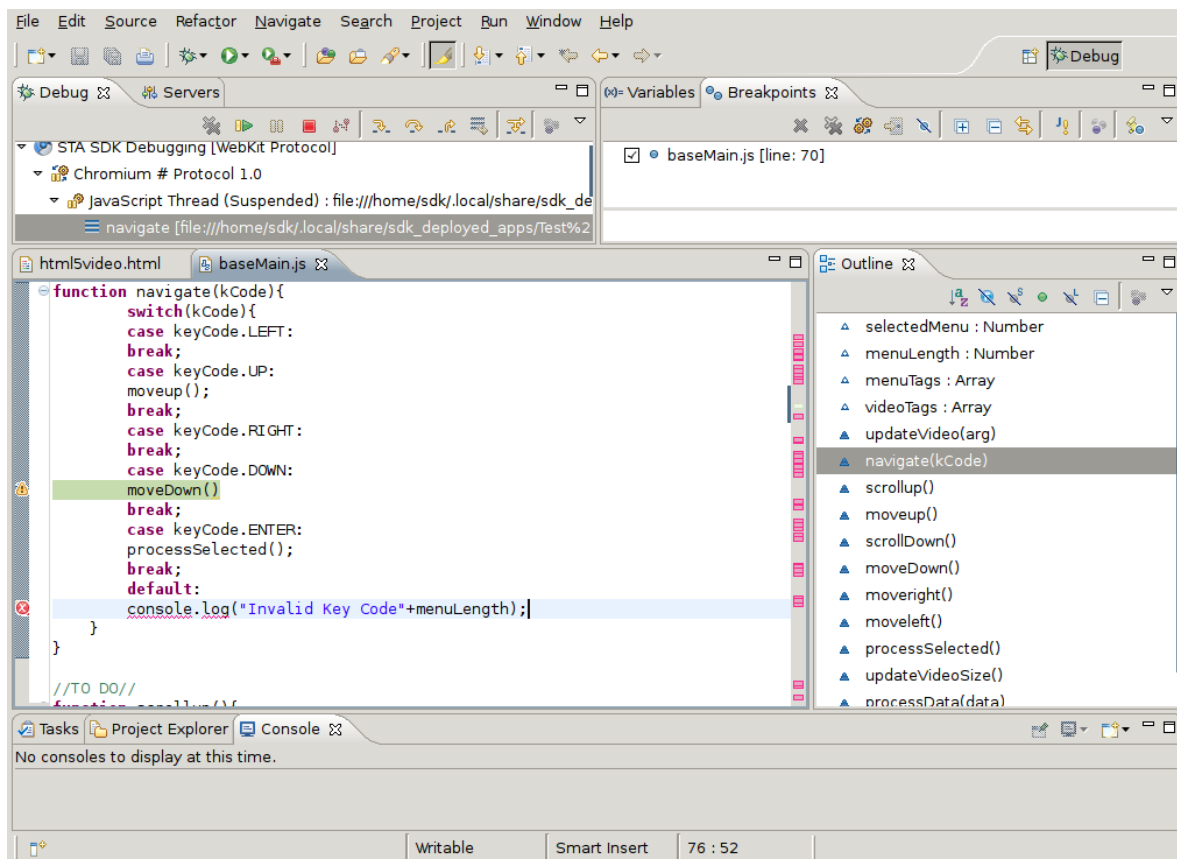 File Edit Source Refactor Navigate Search Project Run Window Help
Debug
Debug Servers
(x)= Variables Breakpoints
STA SDK Debugging [WebKit Protocol]
Chromium # Protocol 1.0
JavaScript Thread (Suspended) : file:///home/sdk/.local/share/sdk_de
navigate [file:///home/sdk/.local/share/sdk_deployed_apps/Test%2
baseMain.js [line: 70]
html5video.html baseMain.js
function navigate(kCode){
switch(kCode){
case keyCode.LEFT:
break;
case keyCode.UP:
moveup();
break;
case keyCode.RIGHT:
break;
case keyCode.DOWN:
moveDown()
break;
case keyCode.ENTER:
processSelected();
break;
default:
console.log("Invalid Key Code"+menuLength);
}
}
//TO DO//
function scrollup(){
Outline
selectedMenu : Number
menuLength : Number
menuTags : Array
videoTags : Array
updateVideo(arg)
navigate(kCode)
scrollup()
moveup()
scrollDown()
moveDown()
moveright()
moveleft()
processSelected()
updateVideoSize()
processData(data)
Tasks Project Explorer Console
No consoles to display at this time.
Writable Smart Insert 76 : 52